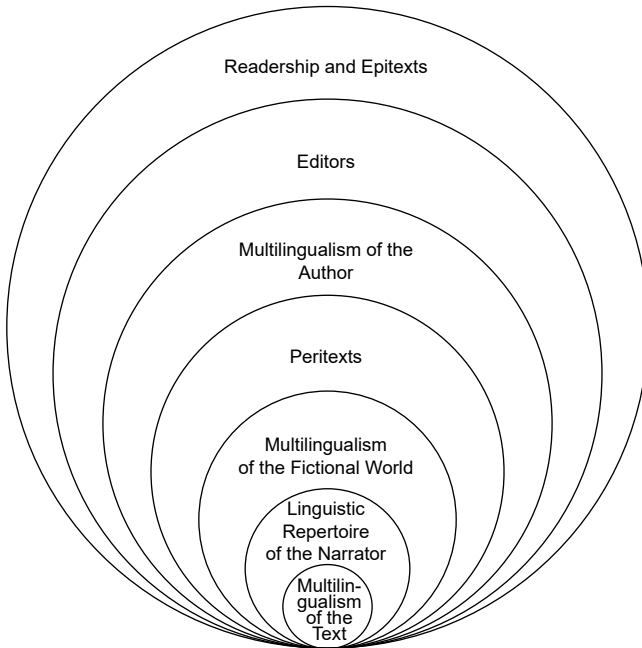 Readership and Epitexts
Editors
Multilingualism of the
Author
Peritexts
Multilingualism
of the Fictional World
Linguistic
Repertoire
of the Narrator
Multilin-
gualism
of the
Text